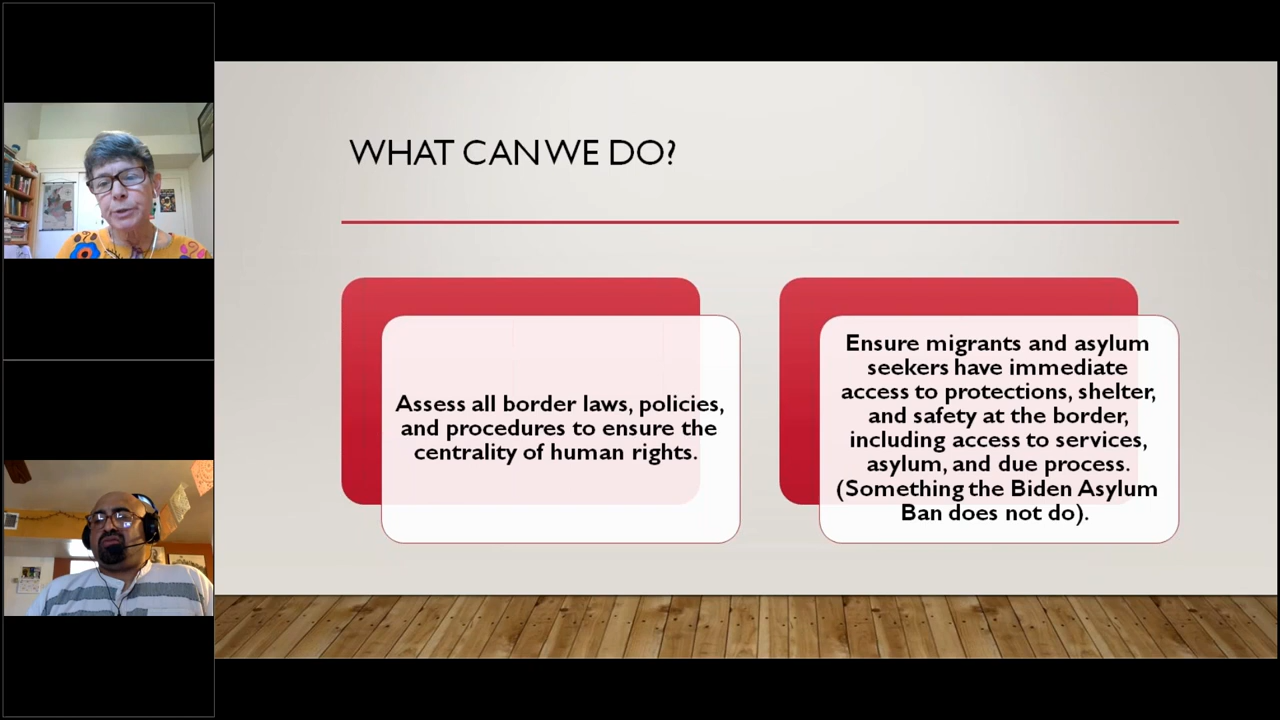 WHAT CAN WE DO?
Assess all border laws, policies,
and procedures to ensure the
centrality of human rights.
Ensure migrants and asylum
seekers have immediate
access to protections, shelter,
and safety at the border,
including access to services,
asylum, and due process.
(Something the Biden Asylum
Ban does not do).